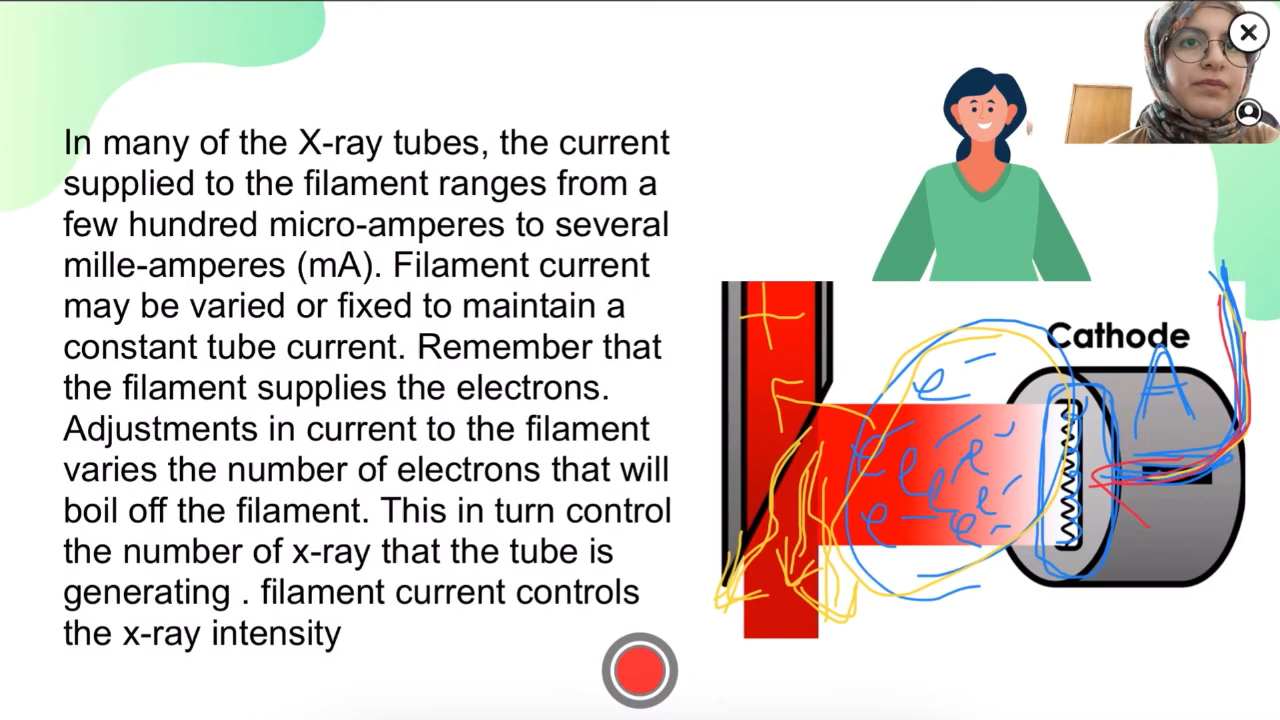 In many of the X-ray tubes, the current
supplied to the filament ranges from a
few hundred micro-amperes to several
mille-amperes (mA). Filament current
may be varied or fixed to maintain a
constant tube current. Remember that
the filament supplies the electrons.
Adjustments in current to the filament
varies the number of electrons that will
boil off the filament. This in turn control
the number of x-ray that the tube is
generating . filament current controls
the x-ray intensity
Cathode
A
+
e-
e- e- e-
e- e- e- e-